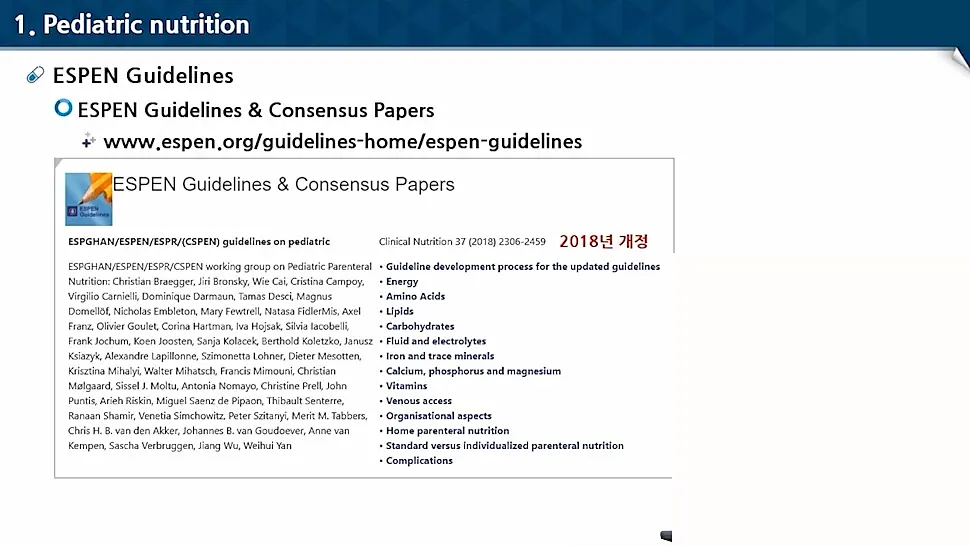 1. Pediatric nutrition
ESPEN Guidelines
ESPEN Guidelines & Consensus Papers
www.espen.org/guidelines-home/espen-guidelines
ESPEN Guidelines & Consensus Papers
ESPEN
Guidelines
ESPGHAN/ESPEN/ESPR/(CSPEN) guidelines on pediatric
Clinical Nutrition 37 (2018) 2306-2459
2018년 개정
ESPGHAN/ESPEN/ESPR/CSPEN working group on Pediatric Parenteral
Nutrition: Christian Braegger, Jiri Bronsky, Wie Cai, Cristina Campoy,
Virgilio Carnielli, Dominique Darmaun, Tamas Desci, Magnus
Domellöf, Nicholas Embleton, Mary Fewtrell, Natasa FidlerMis, Axel
Franz, Olivier Goulet, Corina Hartman, Iva Hojsak, Silvia Iacobelli,
Frank Jochum, Koen Joosten, Sanja Kolacek, Berthold Koletzko, Janusz
Ksiazyk, Alexandre Lapillonne, Szimonetta Lohner, Dieter Mesotten,
Krisztina Mihalyi, Walter Mihatsch, Francis Mimouni, Christian
Mølgaard, Sissel J. Moltu, Antonia Nomayo, Christine Prell, John
Puntis, Arieh Riskin, Miguel Saenz de Pipaon, Thibault Senterre,
Ranaan Shamir, Venetia Simchowitz, Peter Szitanyi, Merit M. Tabbers,
Chris H. B. van den Akker, Johannes B. van Goudoever, Anne van
Kempen, Sascha Verbruggen, Jiang Wu, Weihui Yan
• Guideline development process for the updated guidelines
• Energy
• Amino Acids
• Lipids
• Carbohydrates
• Fluid and electrolytes
• Iron and trace minerals
• Calcium, phosphorus and magnesium
• Vitamins
• Venous access
• Organisational aspects
• Home parenteral nutrition
• Standard versus individualized parenteral nutrition
• Complications